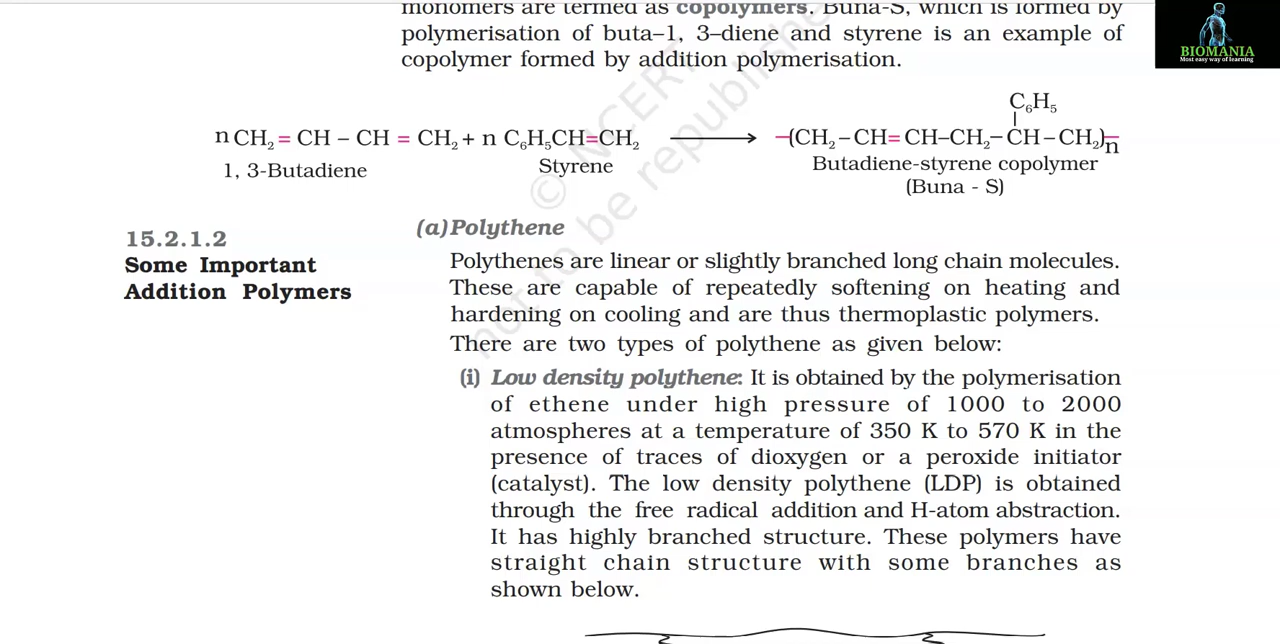 monomers are termed as copolymers. Buna-S, which is formed by
polymerisation of buta–1, 3–diene and styrene is an example of
copolymer formed by addition polymerisation.
BIOMANIA
Most easy way of learning
C₆H₅
n CH₂ = CH – CH = CH₂ + n C₆H₅CH=CH₂ ⟶ –(CH₂ – CH=CH–CH₂– CH – CH₂)–n
1, 3-Butadiene Styrene Butadiene-styrene copolymer
(Buna - S)
© NCERT
not to be republished
15.2.1.2
Some Important
Addition Polymers
(a) Polythene
Polythenes are linear or slightly branched long chain molecules.
These are capable of repeatedly softening on heating and
hardening on cooling and are thus thermoplastic polymers.
There are two types of polythene as given below:
(i) Low density polythene: It is obtained by the polymerisation
of ethene under high pressure of 1000 to 2000
atmospheres at a temperature of 350 K to 570 K in the
presence of traces of dioxygen or a peroxide initiator
(catalyst). The low density polythene (LDP) is obtained
through the free radical addition and H-atom abstraction.
It has highly branched structure. These polymers have
straight chain structure with some branches as
shown below.